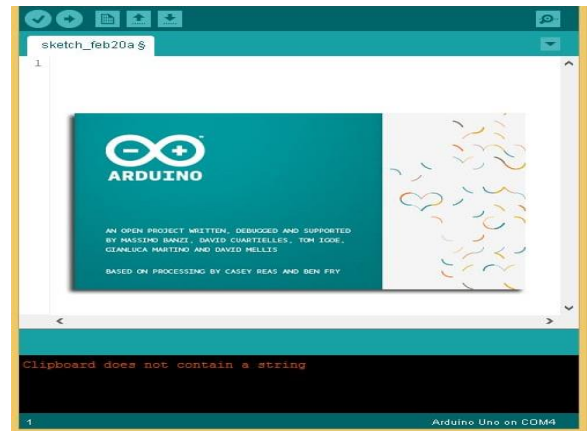 sketch_feb20a §
1
ARDUINO
AN OPEN PROJECT WRITTEN, DEBUGGED AND SUPPORTED
BY MASSIMO BANZI, DAVID CUARTIELLES, TOM IGOE,
GIANLUCA MARTINO AND DAVID MELLIS
BASED ON PROCESSING BY CASEY REAS AND BEN FRY
Clipboard does not contain a string
1 Arduino Uno on COM4